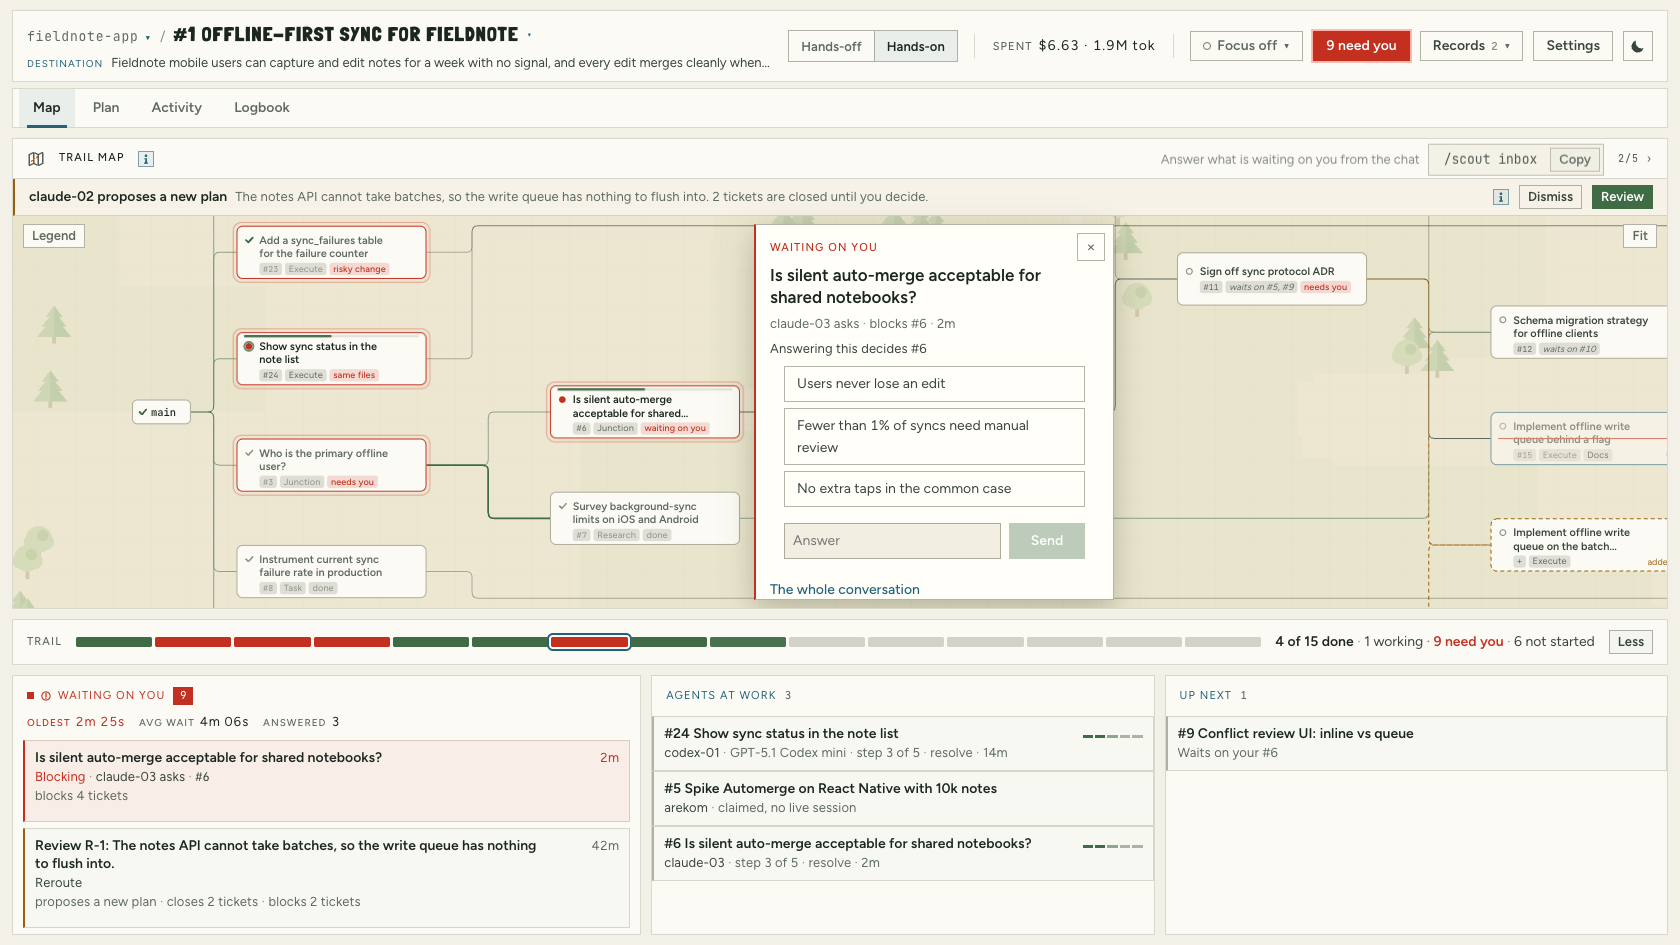 fieldnote-app ▾ / #1 OFFLINE-FIRST SYNC FOR FIELDNOTE
DESTINATION Fieldnote mobile users can capture and edit notes for a week with no signal, and every edit merges cleanly when...
Hands-off Hands-on SPENT $6.63 · 1.9M tok Focus off ▾ 9 need you Records 2 ▾ Settings
Map Plan Activity Logbook
TRAIL MAP i
Answer what is waiting on you from the chat /scout inbox Copy 2/5 ›
claude-02 proposes a new plan The notes API cannot take batches, so the write queue has nothing to flush into. 2 tickets are closed until you decide.
i Dismiss Review
Legend
Fit
main
Add a sync_failures table
for the failure counter
#23 Execute risky change
Show sync status in the
note list
#24 Execute same files
Who is the primary offline
user?
#3 Junction needs you
Instrument current sync
failure rate in production
#8 Task done
Is silent auto-merge
acceptable for shared...
#6 Junction waiting on you
Survey background-sync
limits on iOS and Android
#7 Research done
WAITING ON YOU ×
Is silent auto-merge acceptable for
shared notebooks?
claude-03 asks · blocks #6 · 2m
Answering this decides #6
Users never lose an edit
Fewer than 1% of syncs need manual
review
No extra taps in the common case
Answer Send
The whole conversation
Sign off sync protocol ADR
#11 waits on #5, #9 needs you
Schema migration strategy
for offline clients
#12 waits on #10
Implement offline write
queue behind a flag
#15 Execute Docs
Implement offline write
queue on the batch...
+ Execute adde
TRAIL 4 of 15 done · 1 working · 9 need you · 6 not started Less
WAITING ON YOU 9
OLDEST 2m 25s AVG WAIT 4m 06s ANSWERED 3
Is silent auto-merge acceptable for shared notebooks? 2m
Blocking · claude-03 asks · #6
blocks 4 tickets
Review R-1: The notes API cannot take batches, so the write queue has nothing 42m
to flush into.
Reroute
proposes a new plan · closes 2 tickets · blocks 2 tickets
AGENTS AT WORK 3
#24 Show sync status in the note list
codex-01 · GPT-5.1 Codex mini · step 3 of 5 · resolve · 14m
#5 Spike Automerge on React Native with 10k notes
arekom · claimed, no live session
#6 Is silent auto-merge acceptable for shared notebooks?
claude-03 · step 3 of 5 · resolve · 2m
UP NEXT 1
#9 Conflict review UI: inline vs queue
Waits on your #6